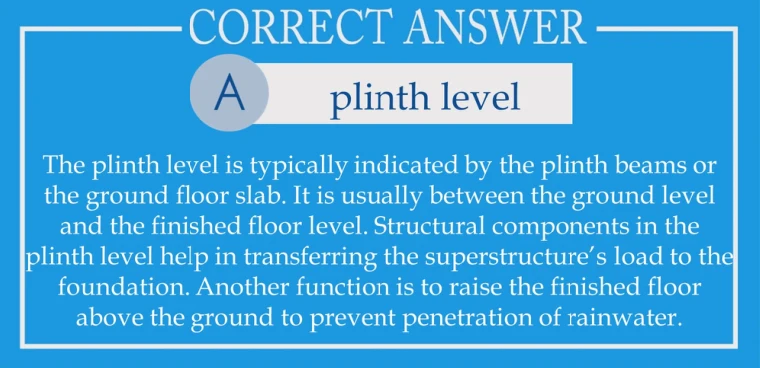 CORRECT ANSWER
A
plinth level
The plinth level is typically indicated by the plinth beams or
the ground floor slab. It is usually between the ground level
and the finished floor level. Structural components in the
plinth level help in transferring the superstructure’s load to the
foundation. Another function is to raise the finished floor
above the ground to prevent penetration of rainwater.